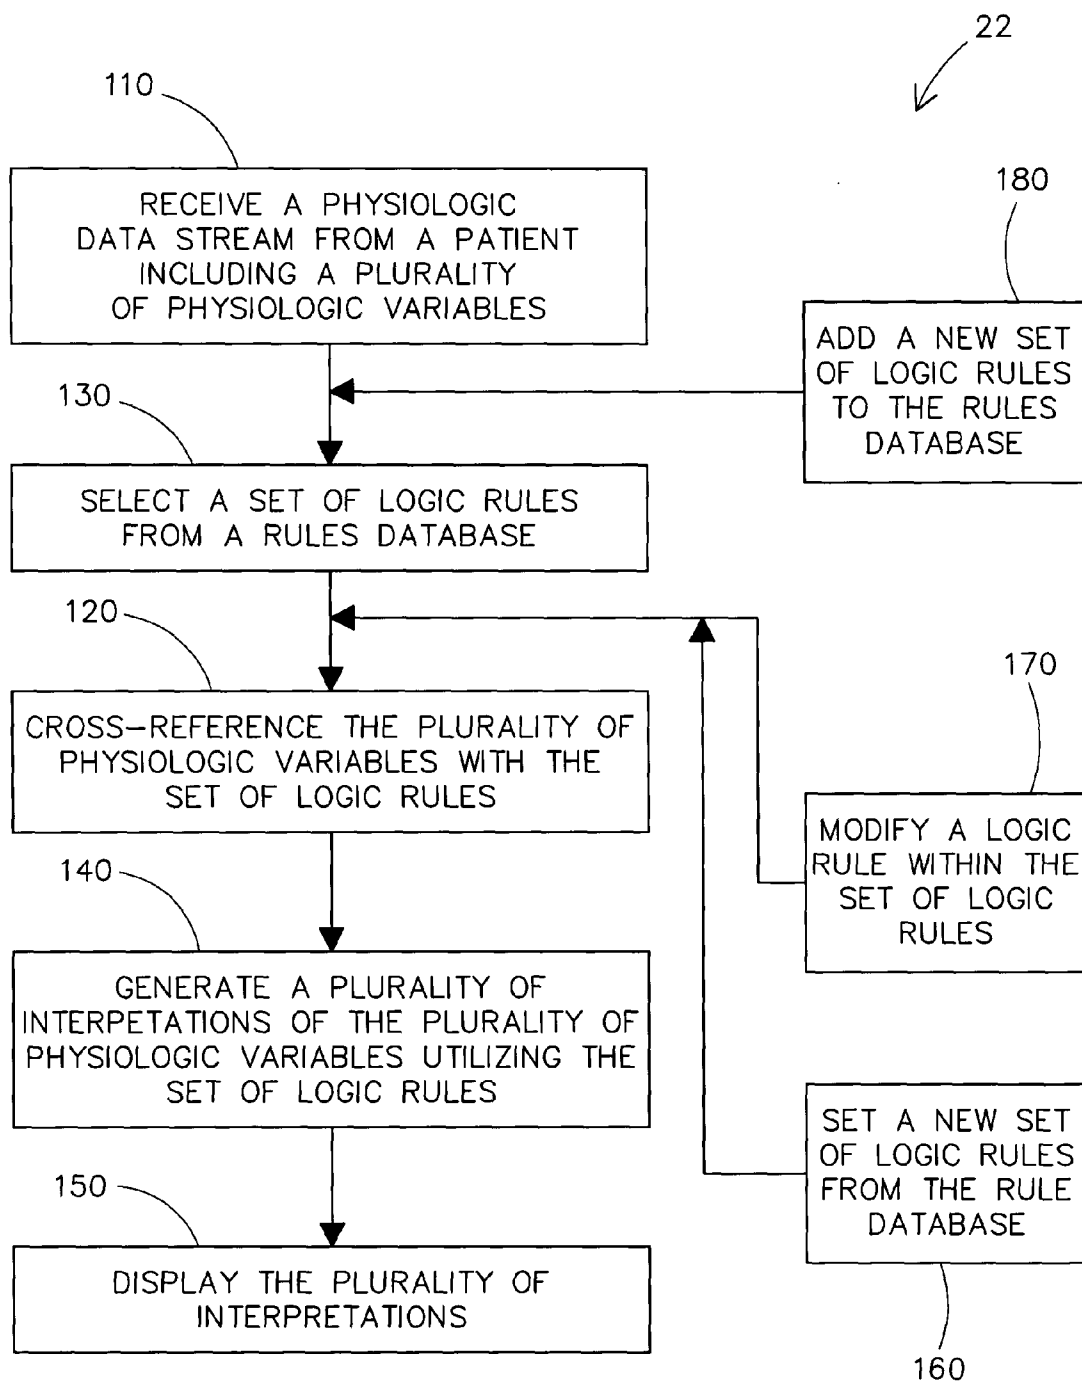 22
110
RECEIVE A PHYSIOLOGIC
DATA STREAM FROM A PATIENT
INCLUDING A PLURALITY
OF PHYSIOLOGIC VARIABLES
180
ADD A NEW SET
OF LOGIC RULES
TO THE RULES
DATABASE
130
SELECT A SET OF LOGIC RULES
FROM A RULES DATABASE
120
CROSS-REFERENCE THE PLURALITY OF
PHYSIOLOGIC VARIABLES WITH THE
SET OF LOGIC RULES
170
MODIFY A LOGIC
RULE WITHIN THE
SET OF LOGIC
RULES
140
GENERATE A PLURALITY OF
INTERPETATIONS OF THE PLURALITY OF
PHYSIOLOGIC VARIABLES UTILIZING THE
SET OF LOGIC RULES
SET A NEW SET
OF LOGIC RULES
FROM THE RULE
DATABASE
160
150
DISPLAY THE PLURALITY OF
INTERPRETATIONS